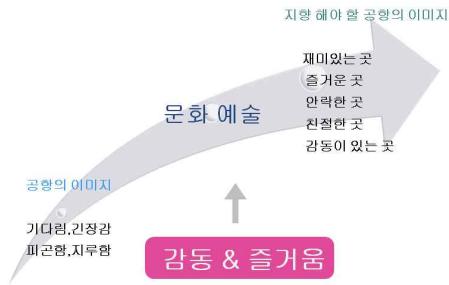 지향 해야 할 공항의 이미지
재미있는 곳
즐거운 곳
안락한 곳
친절한 곳
감동이 있는 곳
문화 예술
공항의 이미지
기다림,긴장감
피곤함,지루함
감동 & 즐거움